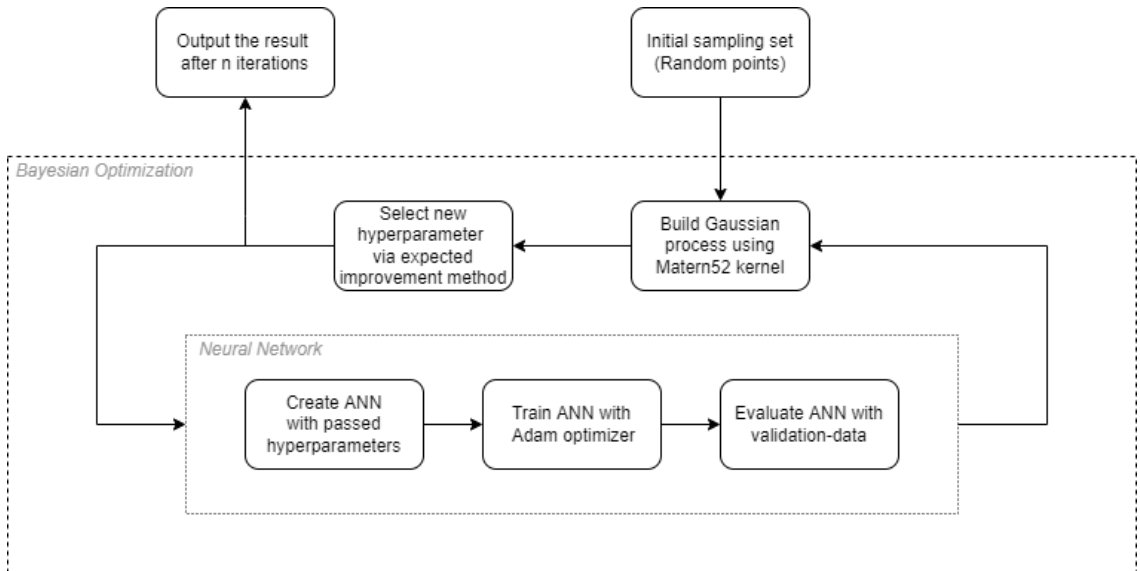 Output the result
after n iterations
Initial sampling set
(Random points)
Bayesian Optimization
Select new
hyperparameter
via expected
improvement method
Build Gaussian
process using
Matern52 kernel
Neural Network
Create ANN
with passed
hyperparameters
Train ANN with
Adam optimizer
Evaluate ANN with
validation-data